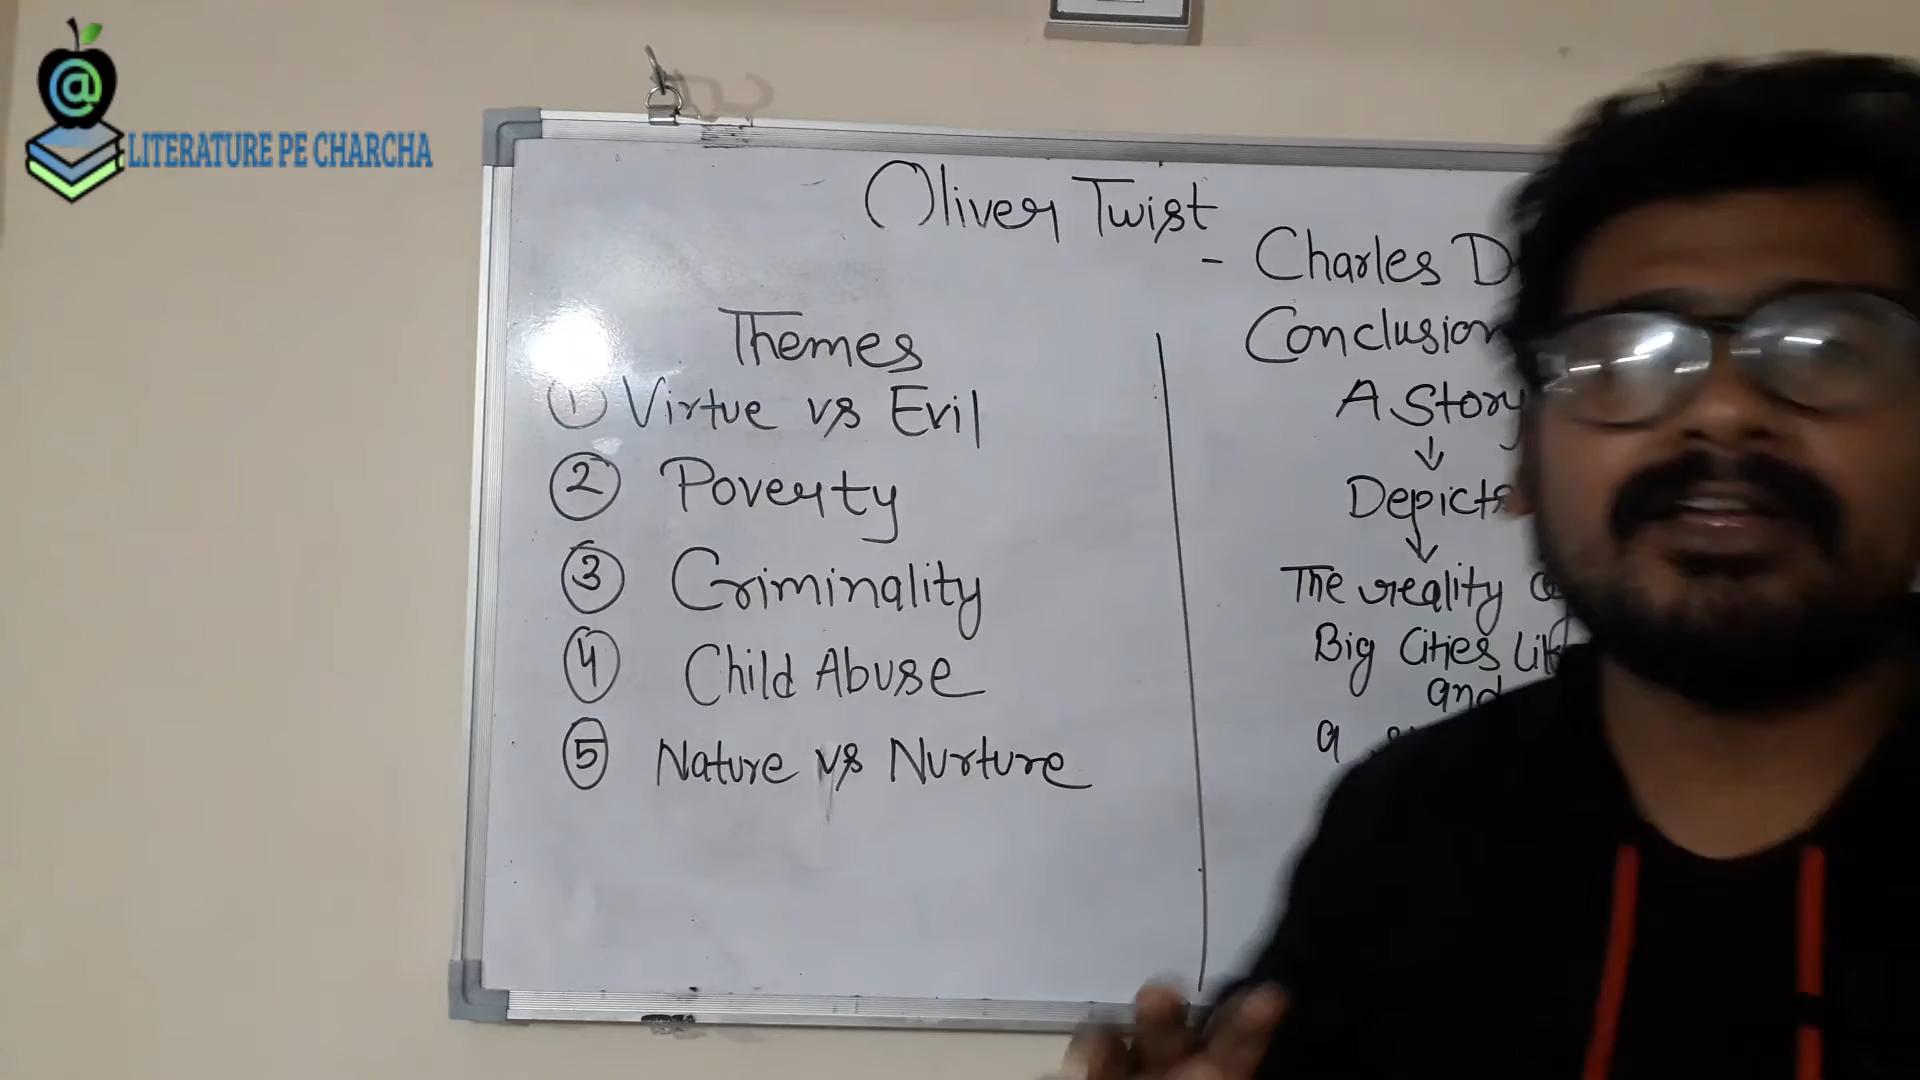 LITERATURE PE CHARCHA
Oliver Twist
- Charles
Themes
① Virtue vs Evil
② Poverty
③ Criminality
④ Child Abuse
⑤ Nature vs Nurture
Conclusion
A Story
↓
Depicts
↓
The reality
Big Cities
and
a